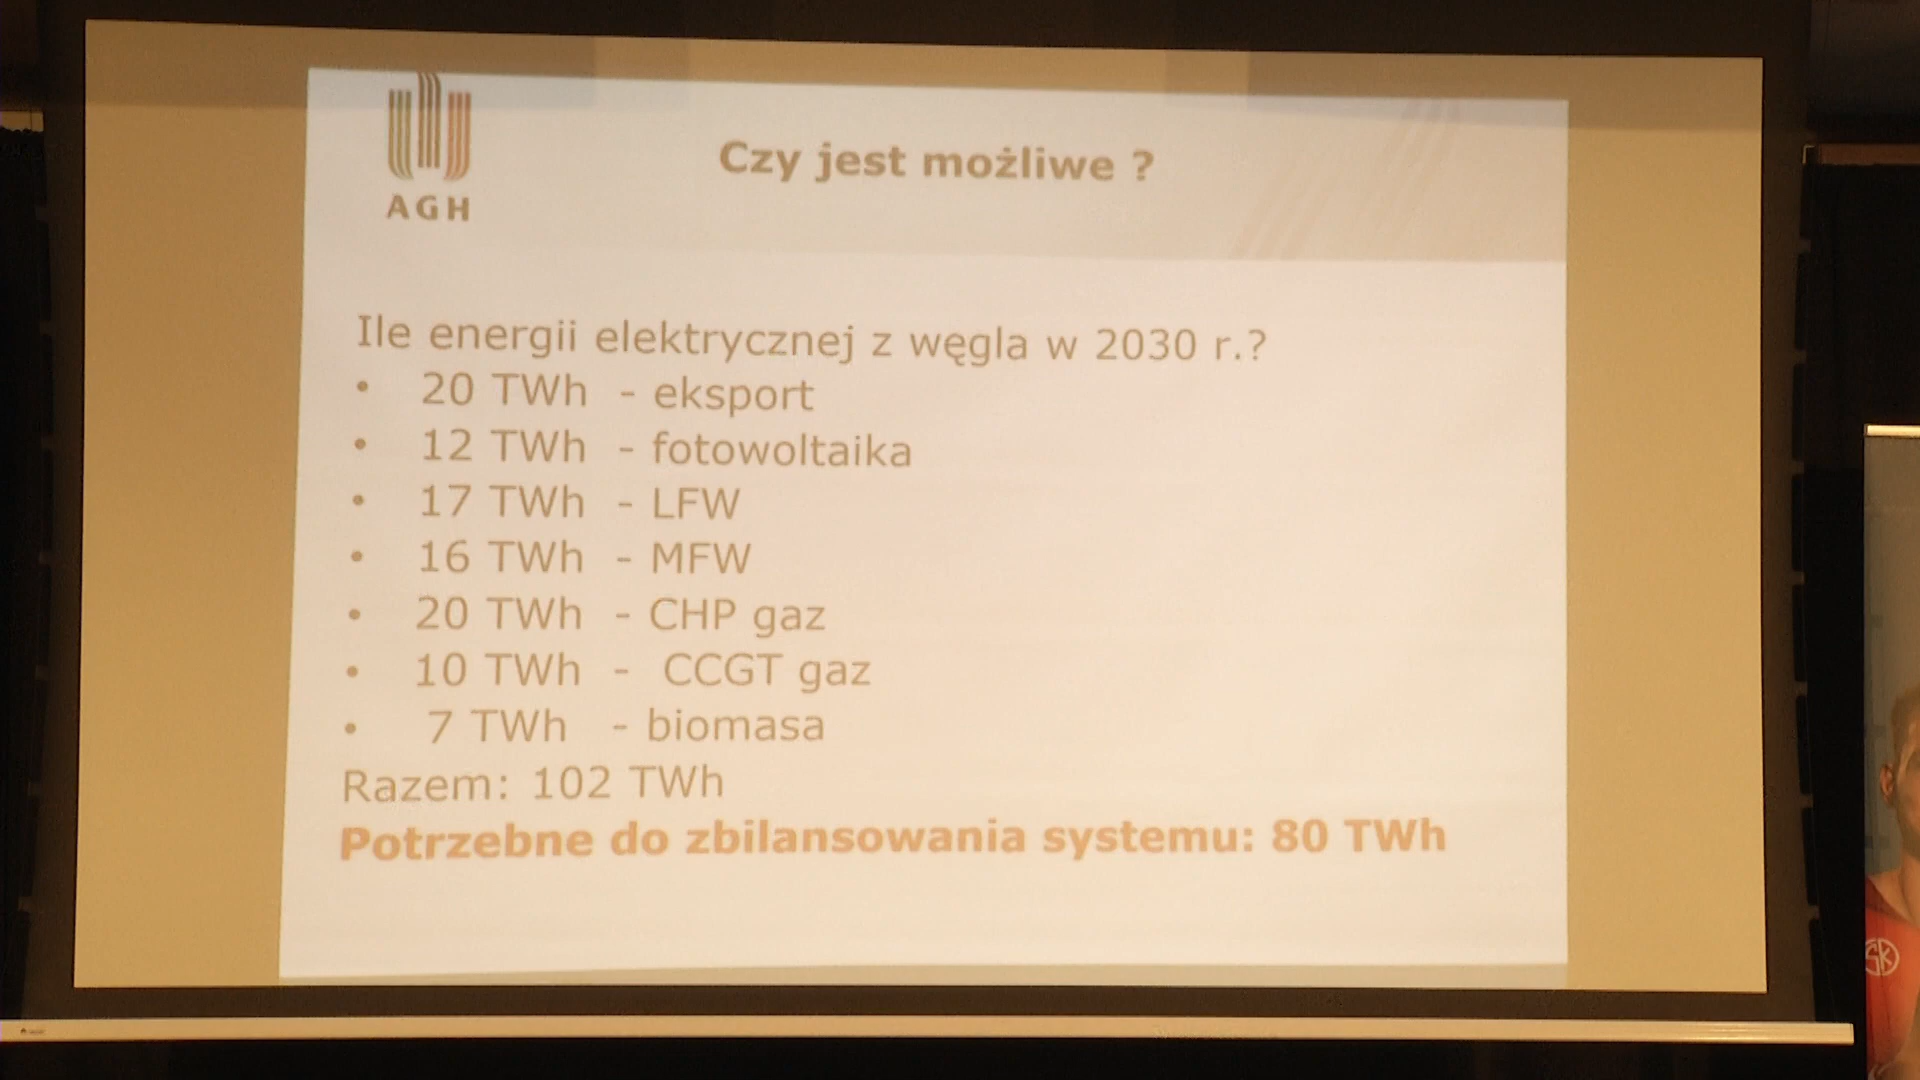 AGH
Czy jest możliwe ?
Ile energii elektrycznej z węgla w 2030 r.?
• 20 TWh - eksport
• 12 TWh - fotowoltaika
• 17 TWh - LFW
• 16 TWh - MFW
• 20 TWh - CHP gaz
• 10 TWh - CCGT gaz
• 7 TWh - biomasa
Razem: 102 TWh
Potrzebne do zbilansowania systemu: 80 TWh